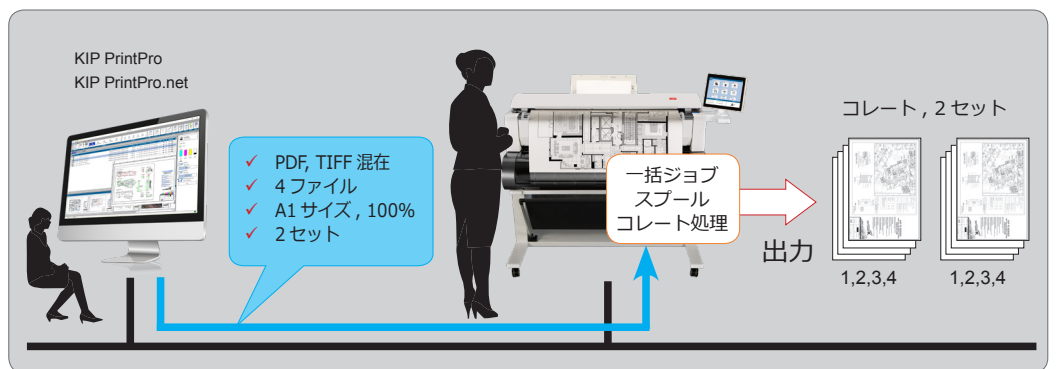 KIP PrintPro
KIP PrintPro.net
✓ PDF, TIFF 混在
✓ 4 ファイル
✓ A1 サイズ , 100%
✓ 2 セット
一括ジョブ
スプール
コレート処理
出力
コレート , 2 セット
1,2,3,4
1,2,3,4